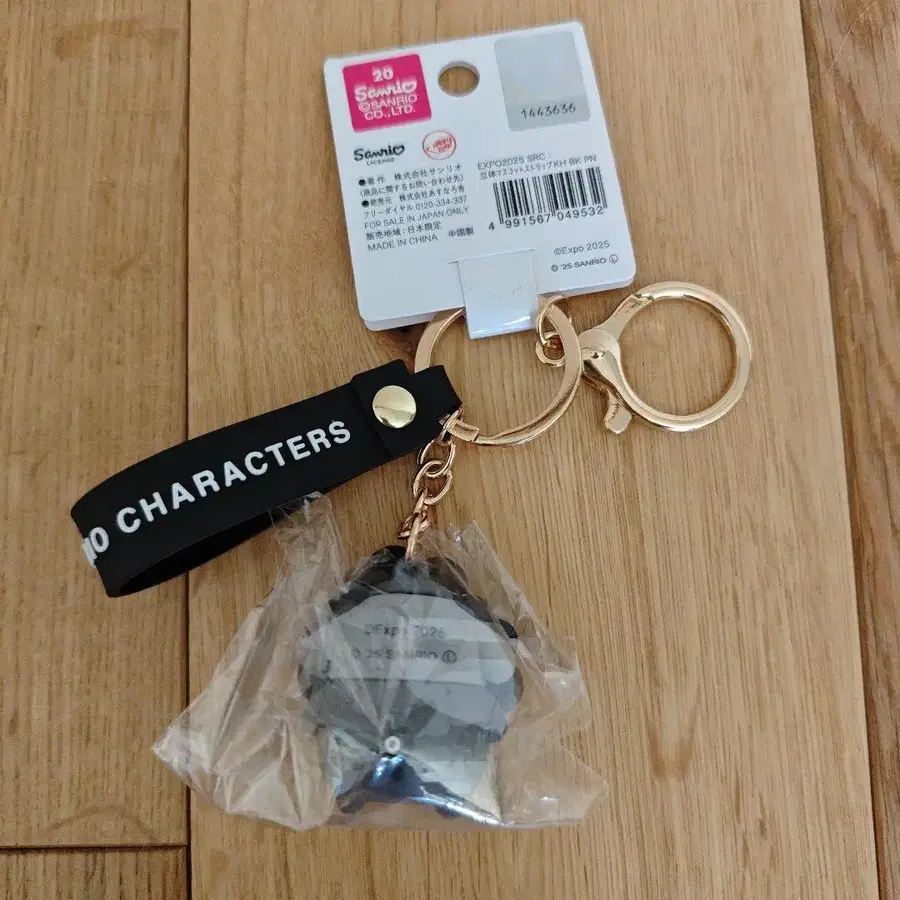 20
Sanrio
©SANRIO
CO.,LTD.
Sanrio
LICENSE
●著作 株式会社サンリオ
(商品に関するお問い合わせ先)
●発売元 株式会社あすなろ舎
フリーダイヤル 0120-334-337
FOR SALE IN JAPAN ONLY
販売地域:日本限定
MADE IN CHINA 中国製
1443636
EXPO2025 SRC
立体マスコットストラップKH BK PN
4 991567 049532
©Expo 2025
© '25 SANRIO Ⓛ
IO CHARACTERS
©Expo 2025
© '25 SANRIO Ⓛ